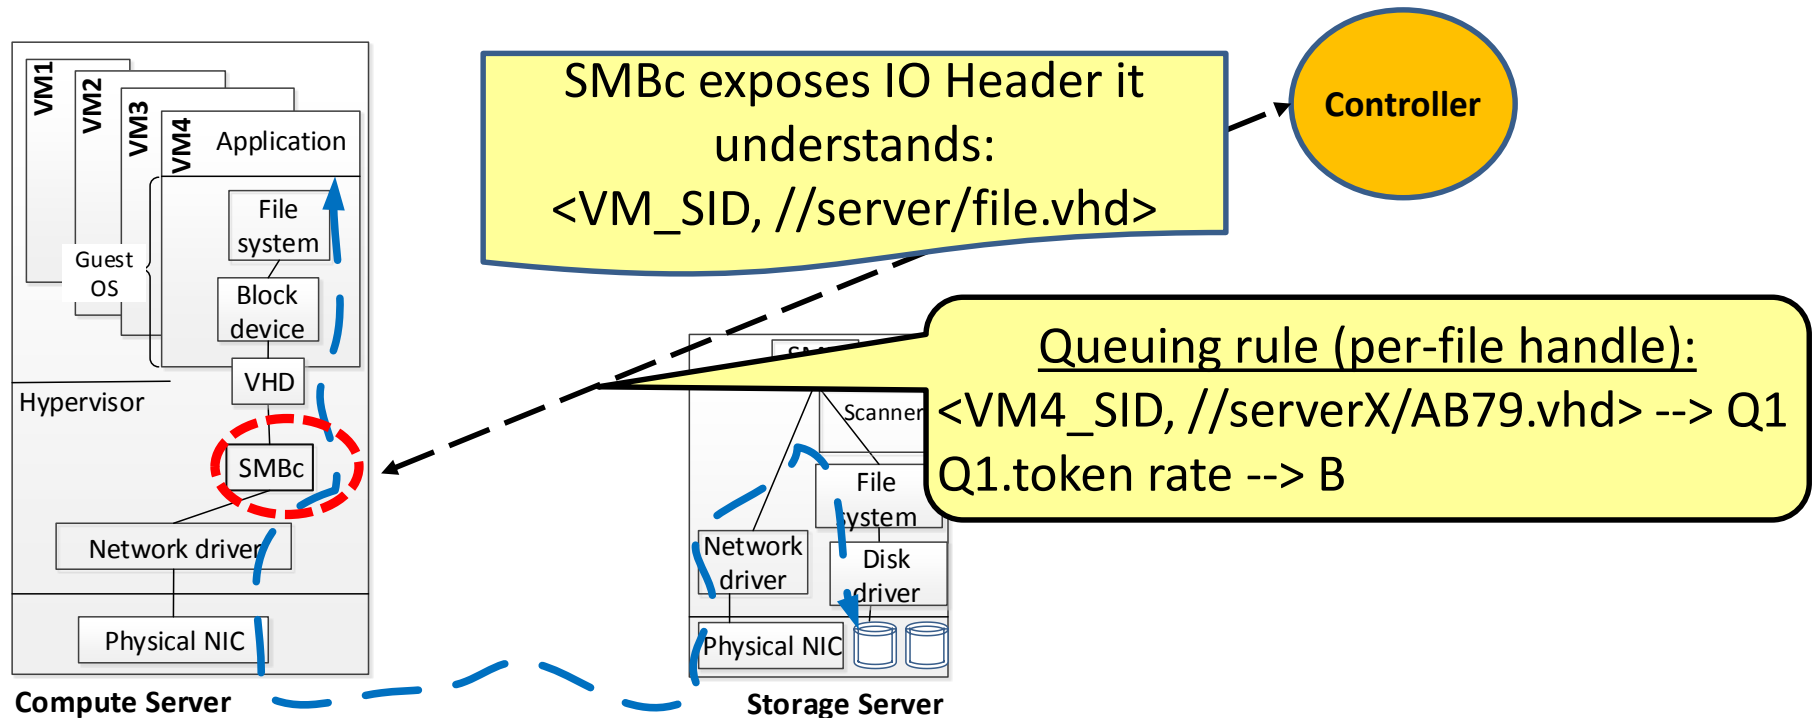 VM1
VM2
VM3
VM4
Application
File
system
Guest
OS
Block
device
VHD
Hypervisor
SMBc
Network driver
Physical NIC
Compute Server
SMBc exposes IO Header it
understands:
<VM_SID, //server/file.vhd>
Controller
Queuing rule (per-file handle):
<VM4_SID, //serverX/AB79.vhd> --> Q1
Q1.token rate --> B
Scanner
File
system
Network
driver
Disk
driver
Physical NIC
Storage Server